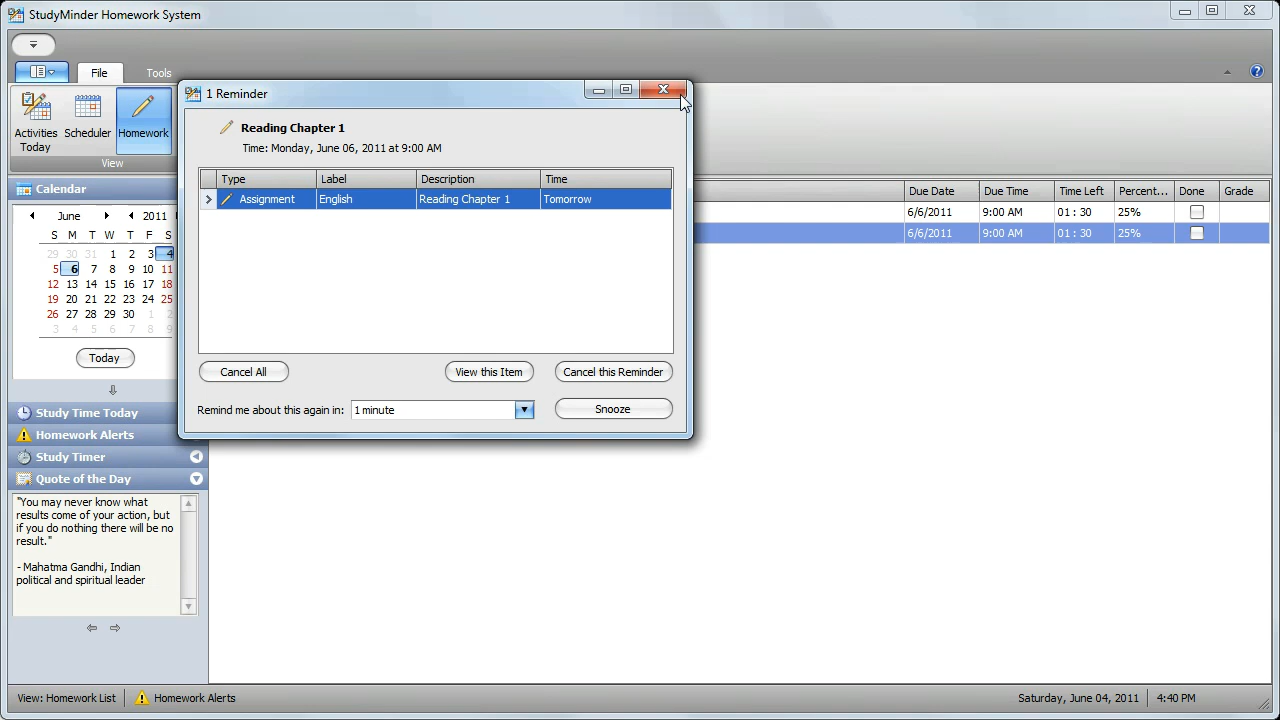 StudyMinder Homework System
File
Tools
Activities Today
Scheduler
Homework
View
1 Reminder
Reading Chapter 1
Time: Monday, June 06, 2011 at 9:00 AM
Type Label Description Time
Assignment English Reading Chapter 1 Tomorrow
Cancel All
View this Item
Cancel this Reminder
Remind me about this again in: 1 minute
Snooze
Due Date Due Time Time Left Percent... Done Grade
6/6/2011 9:00 AM 01 : 30 25%
6/6/2011 9:00 AM 01 : 30 25%
Calendar
June 2011
S M T W T F S
29 30 31 1 2 3 4
5 6 7 8 9 10 11
12 13 14 15 16 17 18
19 20 21 22 23 24 25
26 27 28 29 30 1 2
3 4 5 6 7 8 9
Today
Study Time Today
Homework Alerts
Study Timer
Quote of the Day
"You may never know what
results come of your action, but
if you do nothing there will be no
result."
- Mahatma Gandhi, Indian
political and spiritual leader
View: Homework List
Homework Alerts
Saturday, June 04, 2011
4:40 PM